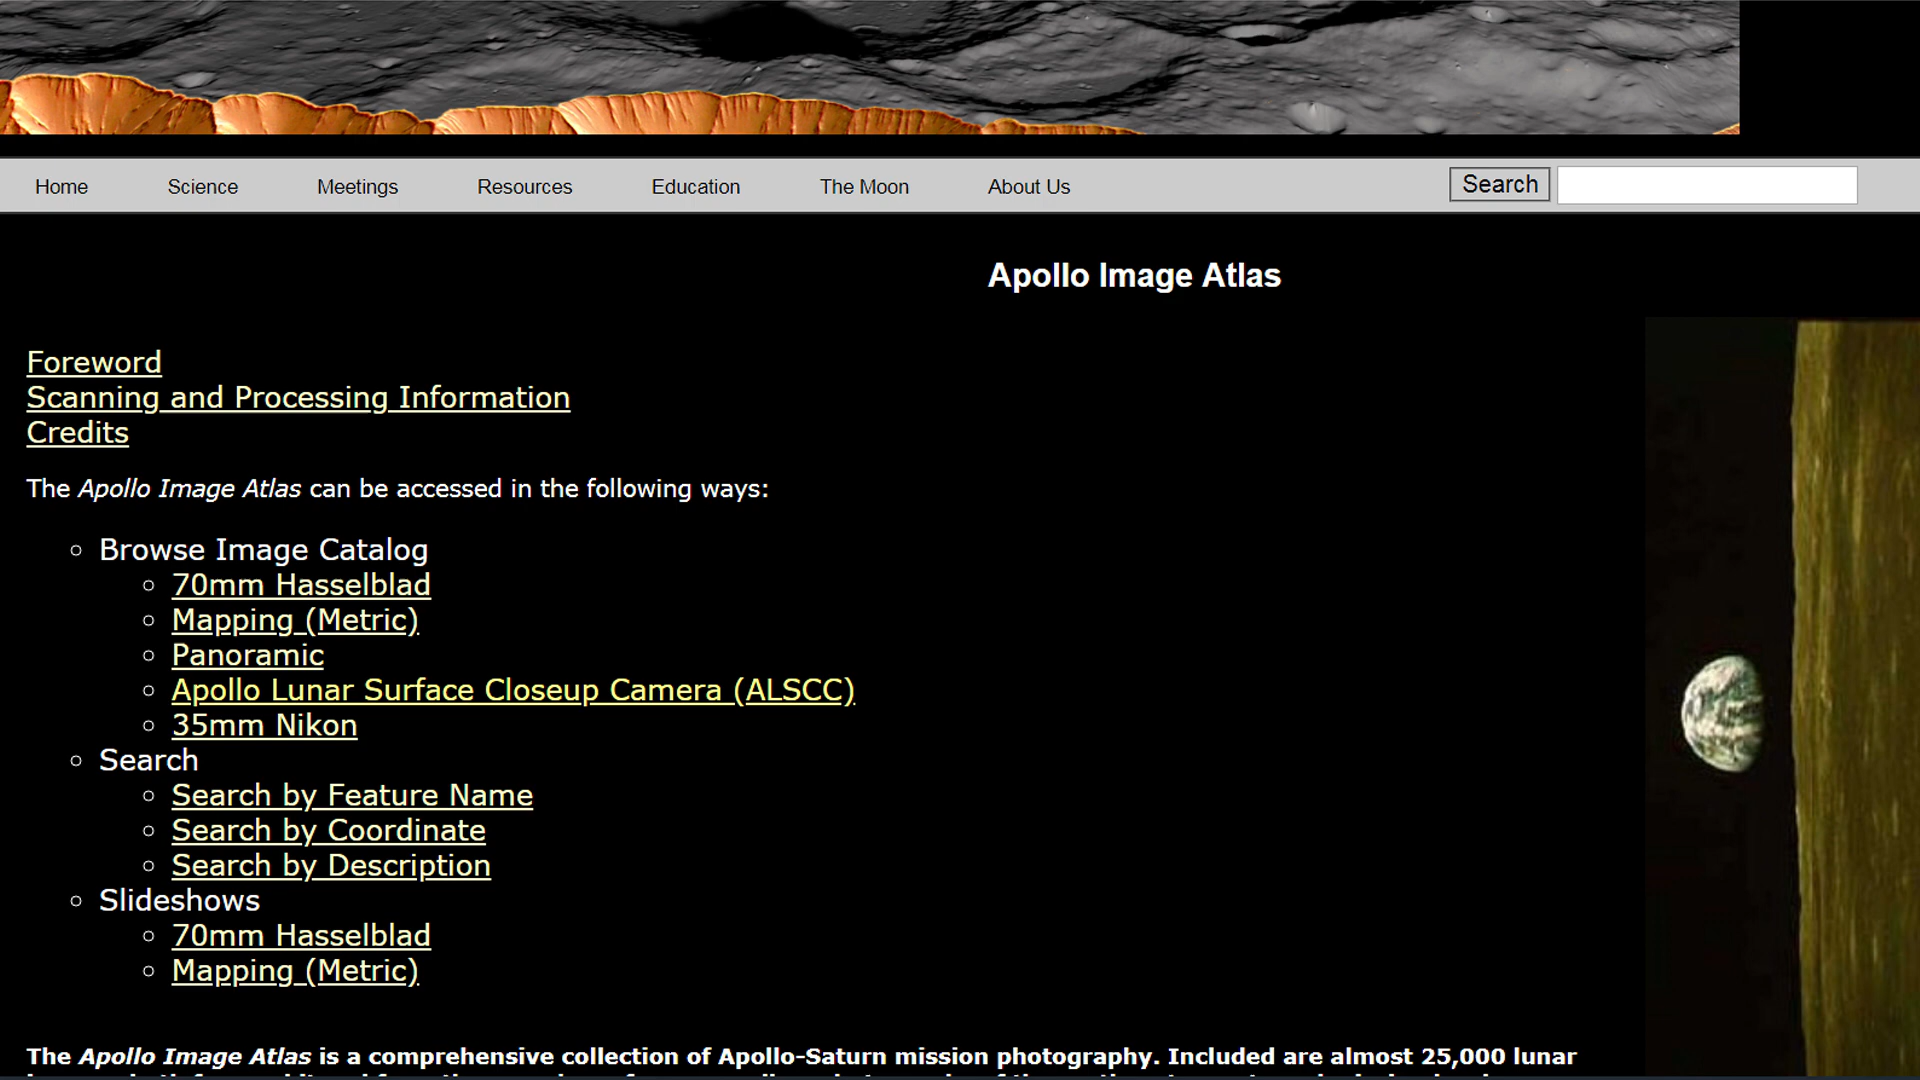 Home Science Meetings Resources Education The Moon About Us Search
Apollo Image Atlas
Foreword
Scanning and Processing Information
Credits
The Apollo Image Atlas can be accessed in the following ways:
Browse Image Catalog
70mm Hasselblad
Mapping (Metric)
Panoramic
Apollo Lunar Surface Closeup Camera (ALSCC)
35mm Nikon
Search
Search by Feature Name
Search by Coordinate
Search by Description
Slideshows
70mm Hasselblad
Mapping (Metric)
The Apollo Image Atlas is a comprehensive collection of Apollo-Saturn mission photography. Included are almost 25,000 lunar